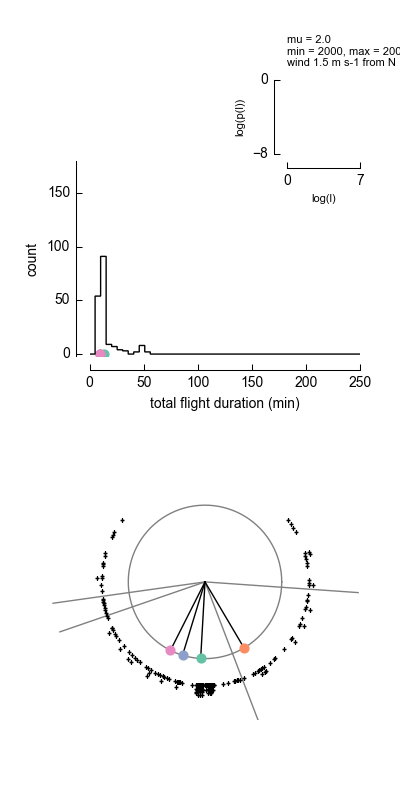 mu = 2.0
min = 2000, max = 200
wind 1.5 m s-1 from N
0
log(p(l))
−8
0 7
log(l)
150
count
100
50
0
0 50 100 150 200 250
total flight duration (min)